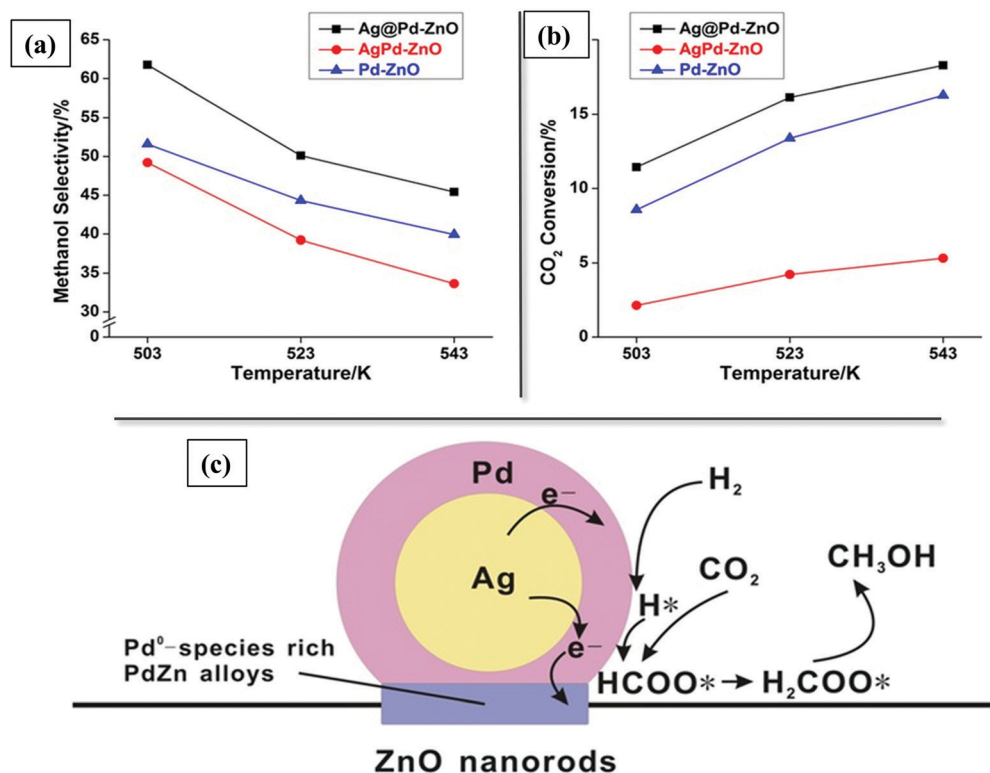 (a)
Ag@Pd-ZnO
AgPd-ZnO
Pd-ZnO
65
60
55
50
45
40
35
30
0
Methanol Selectivity/%
503
523
543
Temperature/K
(b)
Ag@Pd-ZnO
AgPd-ZnO
Pd-ZnO
15
10
5
0
CO₂ Conversion/%
503
523
543
Temperature/K
(c)
Pd
e⁻
H₂
Ag
CO₂
CH₃OH
H*
Pd⁰-species rich
PdZn alloys
e⁻
HCOO* → H₂COO*
ZnO nanorods